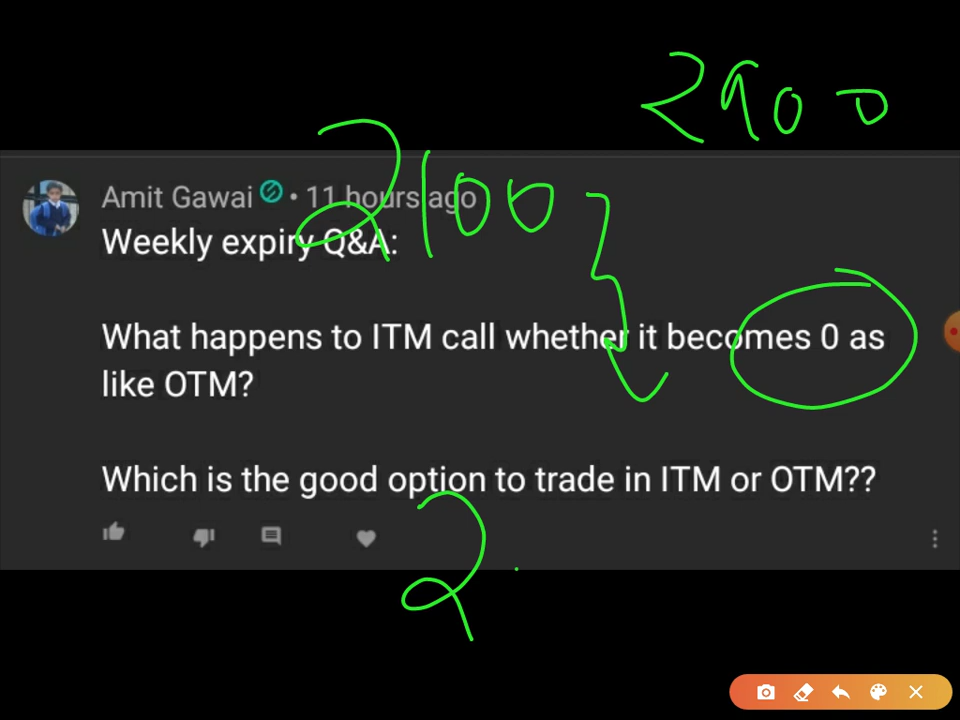 2900
2100
Amit Gawai • 11 hours ago
Weekly expiry Q&A:
What happens to ITM call whether it becomes 0 as
like OTM?
Which is the good option to trade in ITM or OTM??
2